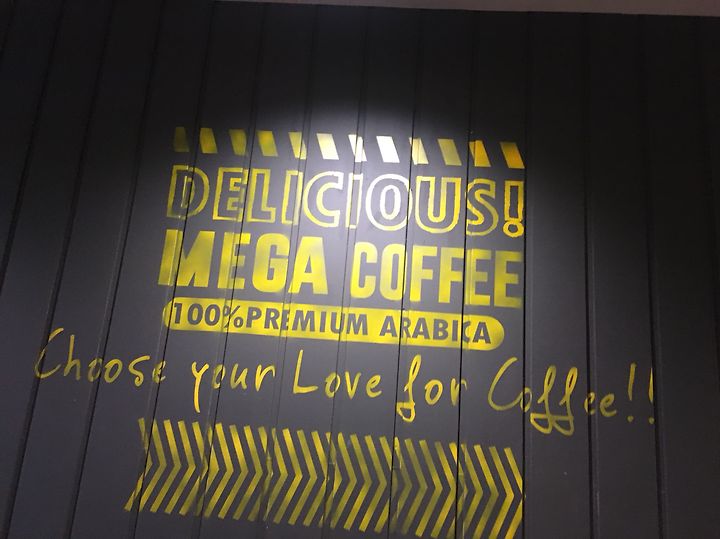 DELICIOUS!
MEGA COFFEE
100%PREMIUM ARABICA
Choose your Love for Coffee!!